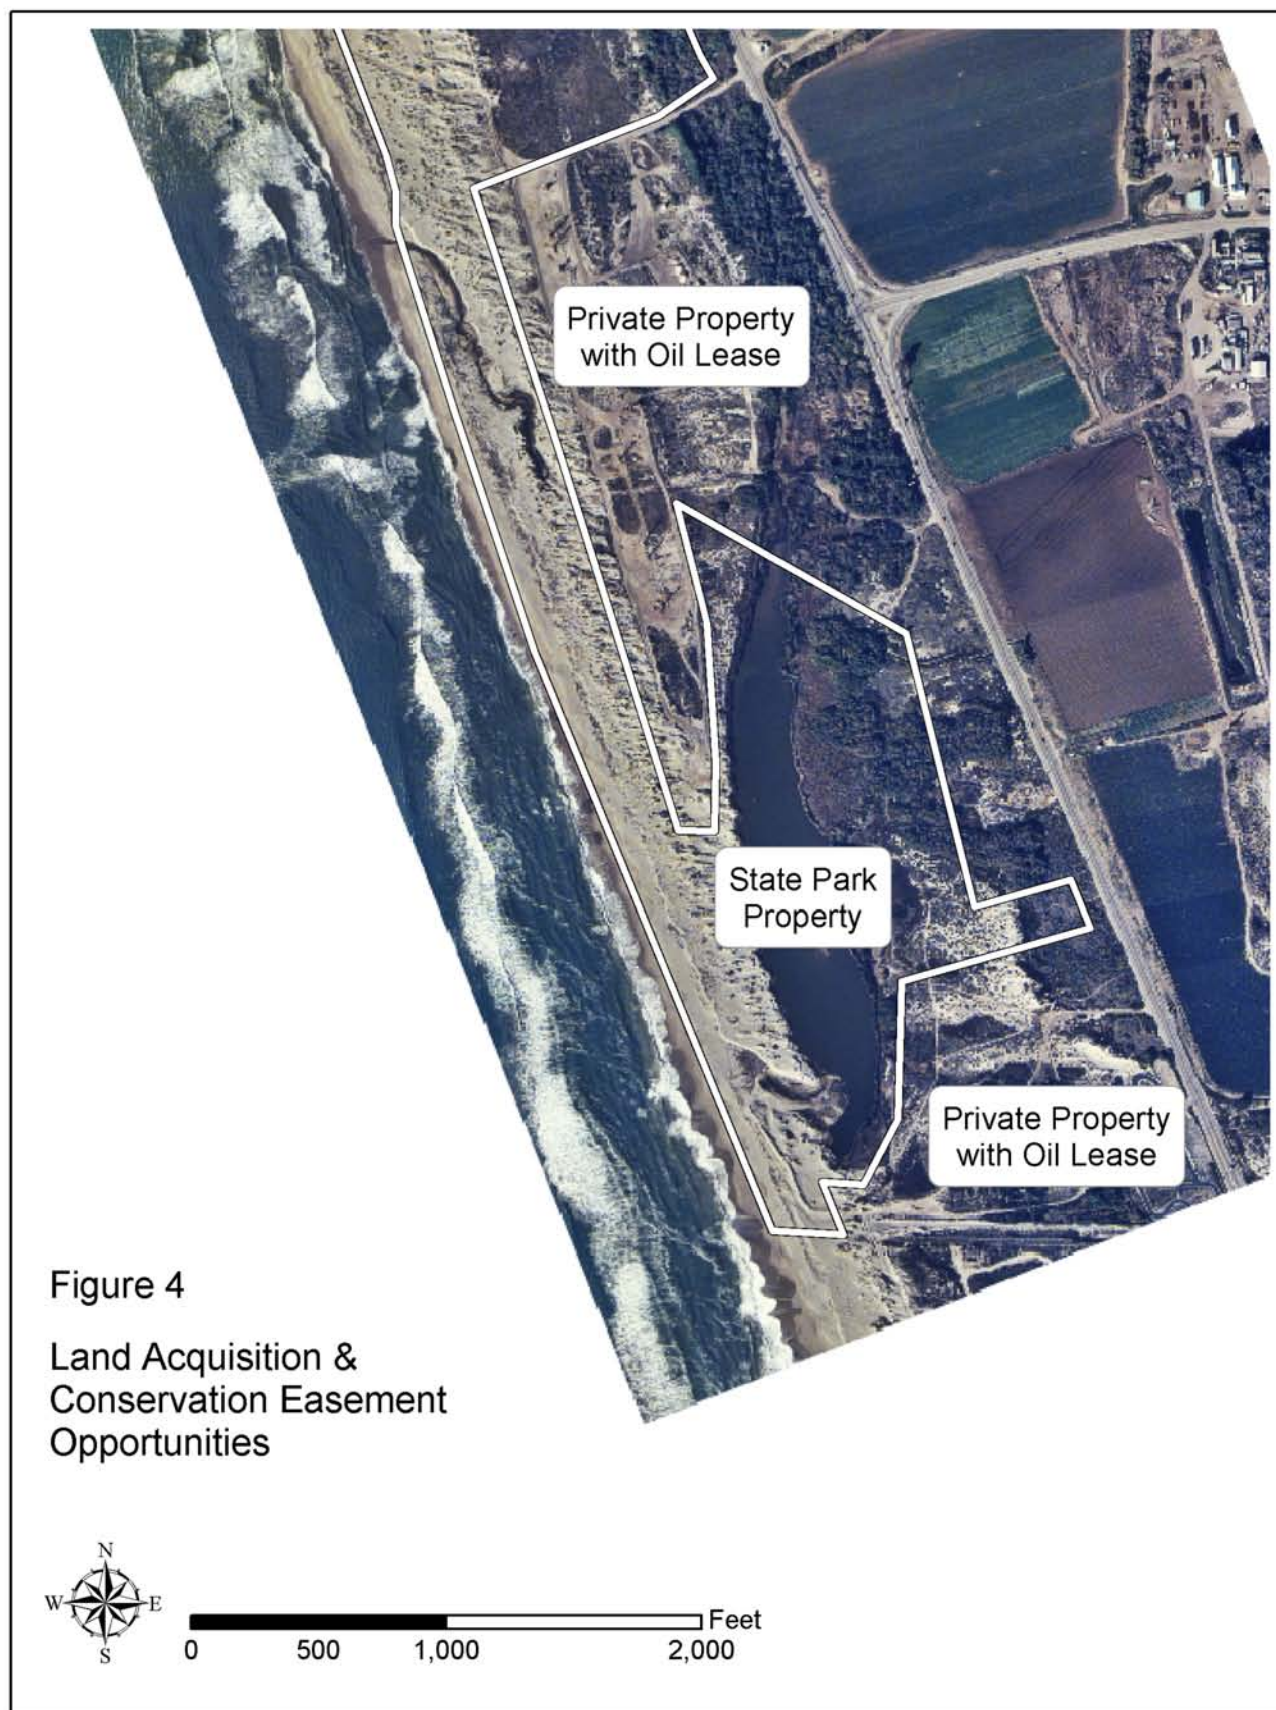 Private Property
with Oil Lease
State Park
Property
Private Property
with Oil Lease
Figure 4
Land Acquisition &
Conservation Easement
Opportunities
N
W E
S
Feet
0 500 1,000 2,000